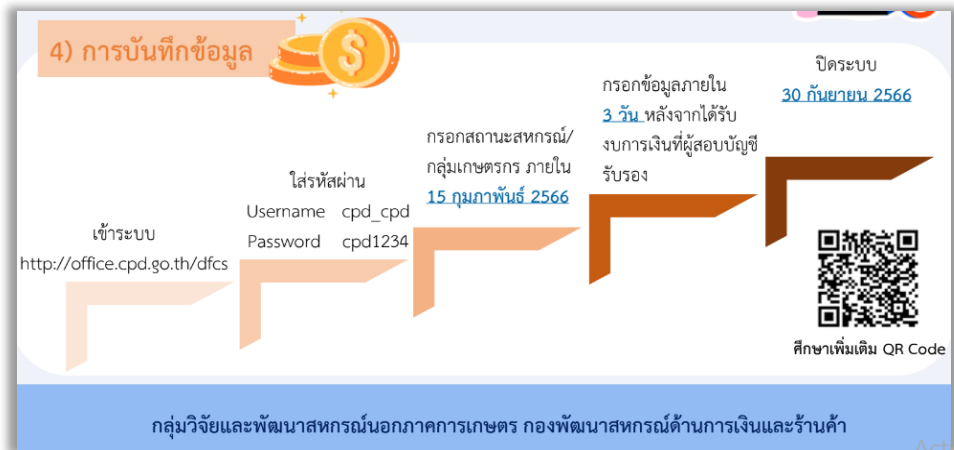 4) การบันทึกข้อมูล
เข้าระบบ
http://office.cpd.go.th/dfcs
ใส่รหัสผ่าน
Username cpd_cpd
Password cpd1234
กรอกสถานะสหกรณ์/
กลุ่มเกษตรกร ภายใน
15 กุมภาพันธ์ 2566
กรอกข้อมูลภายใน
3 วัน หลังจากได้รับ
งบการเงินที่ผู้สอบบัญชี
รับรอง
ปิดระบบ
30 กันยายน 2566
ศึกษาเพิ่มเติม QR Code
กลุ่มวิจัยและพัฒนาสหกรณ์นอกภาคการเกษตร กองพัฒนาสหกรณ์ด้านการเงินและร้านค้า